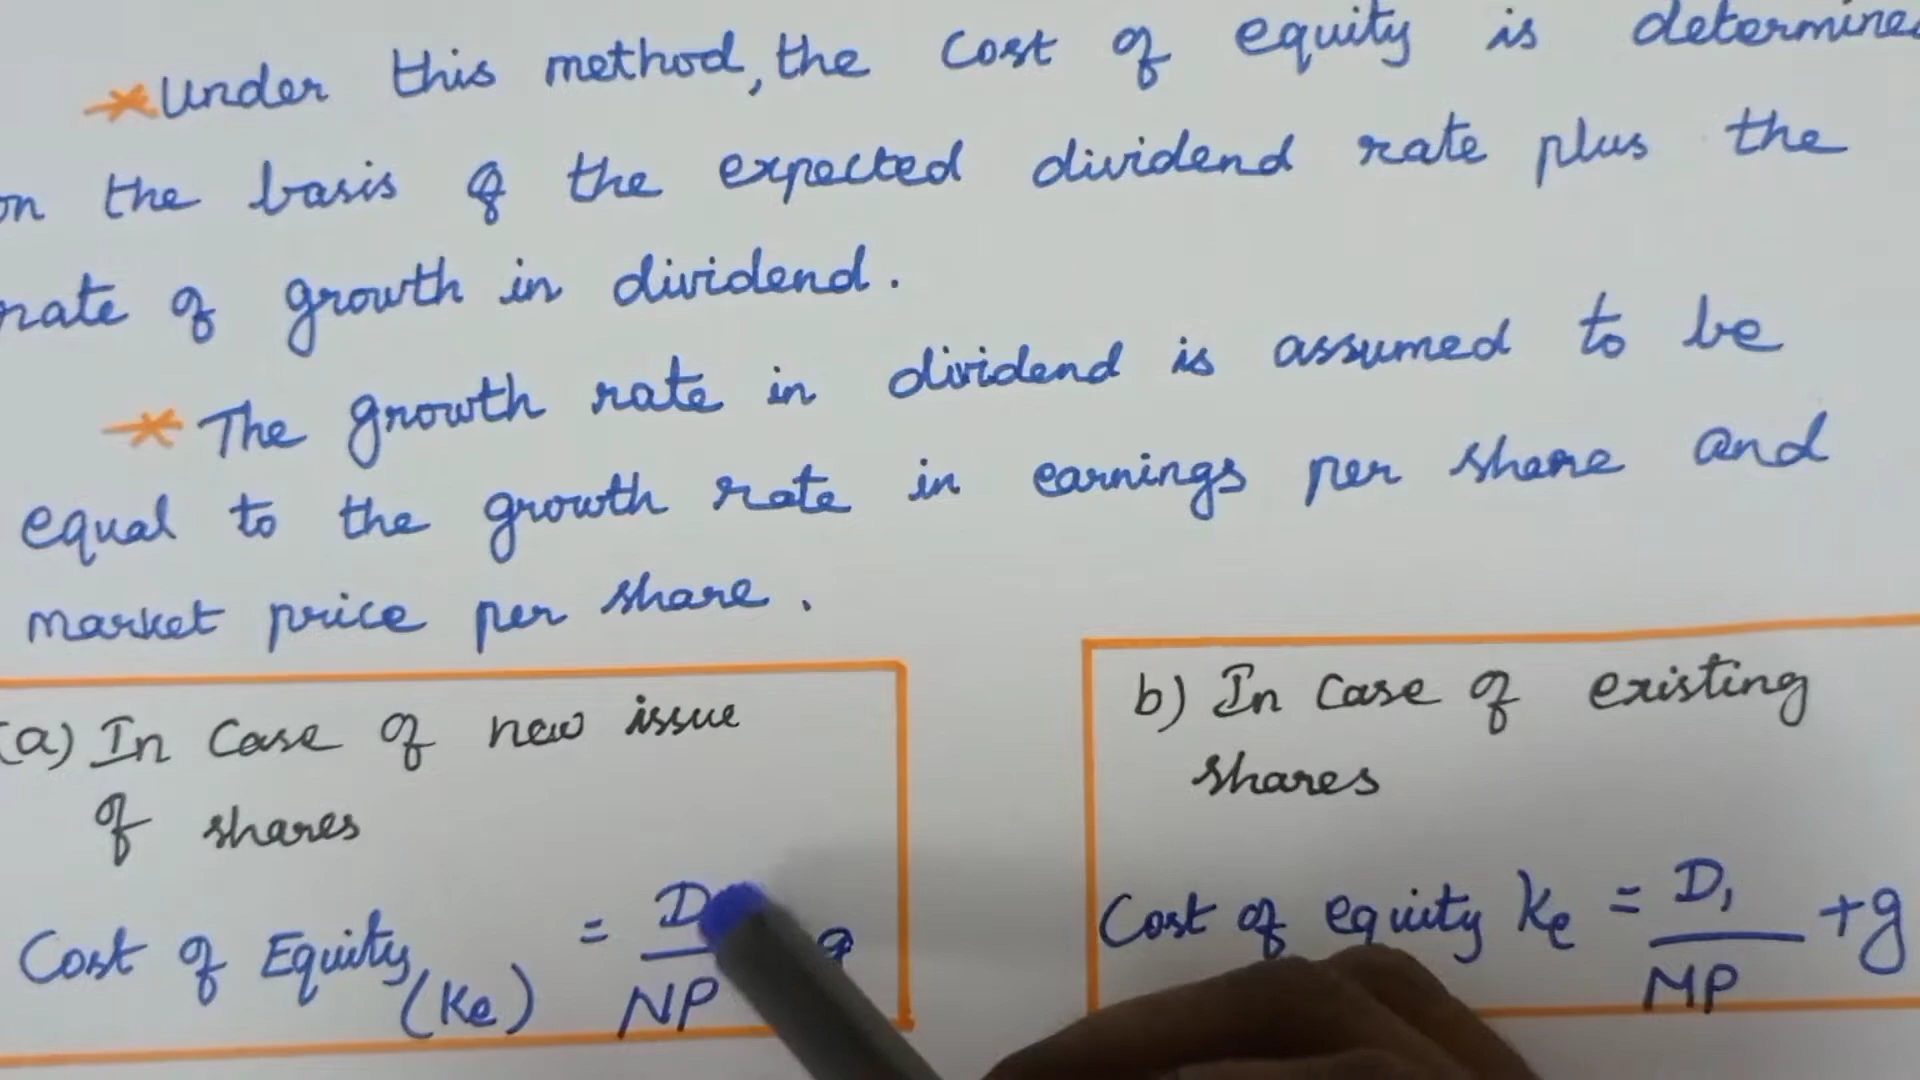 Under this method, the cost of equity is determine
on the basis of the expected dividend rate plus the
rate of growth in dividend.
The growth rate in dividend is assumed to be
equal to the growth rate in earnings per share and
market price per share.
(a) In Case of new issue
of shares
Cost of Equity (Ke) = D / NP g
b) In Case of existing
shares
Cost of equity Ke = D1 / MP + g